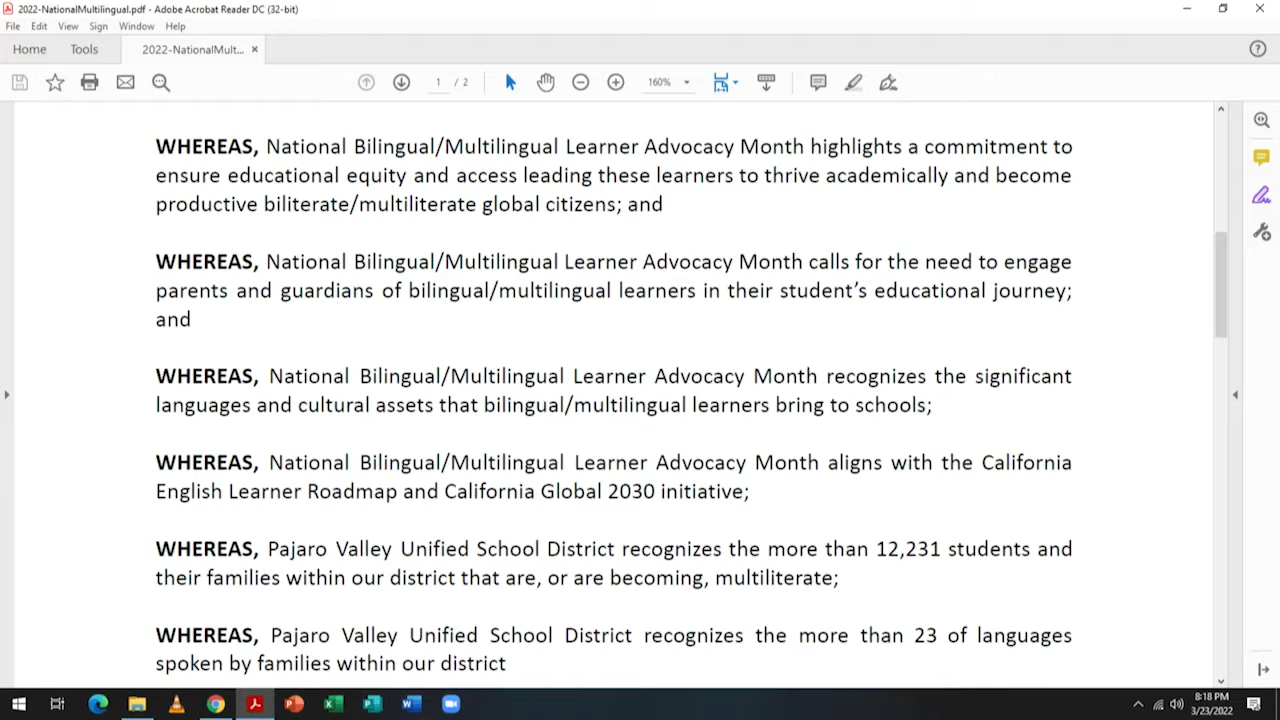 2022-NationalMultilingual.pdf - Adobe Acrobat Reader DC (32-bit)
File Edit View Sign Window Help
Home Tools 2022-NationalMult... ×
1 / 2 160%
WHEREAS, National Bilingual/Multilingual Learner Advocacy Month highlights a commitment to
ensure educational equity and access leading these learners to thrive academically and become
productive biliterate/multiliterate global citizens; and
WHEREAS, National Bilingual/Multilingual Learner Advocacy Month calls for the need to engage
parents and guardians of bilingual/multilingual learners in their student’s educational journey;
and
WHEREAS, National Bilingual/Multilingual Learner Advocacy Month recognizes the significant
languages and cultural assets that bilingual/multilingual learners bring to schools;
WHEREAS, National Bilingual/Multilingual Learner Advocacy Month aligns with the California
English Learner Roadmap and California Global 2030 initiative;
WHEREAS, Pajaro Valley Unified School District recognizes the more than 12,231 students and
their families within our district that are, or are becoming, multiliterate;
WHEREAS, Pajaro Valley Unified School District recognizes the more than 23 of languages
spoken by families within our district
8:18 PM
3/23/2022